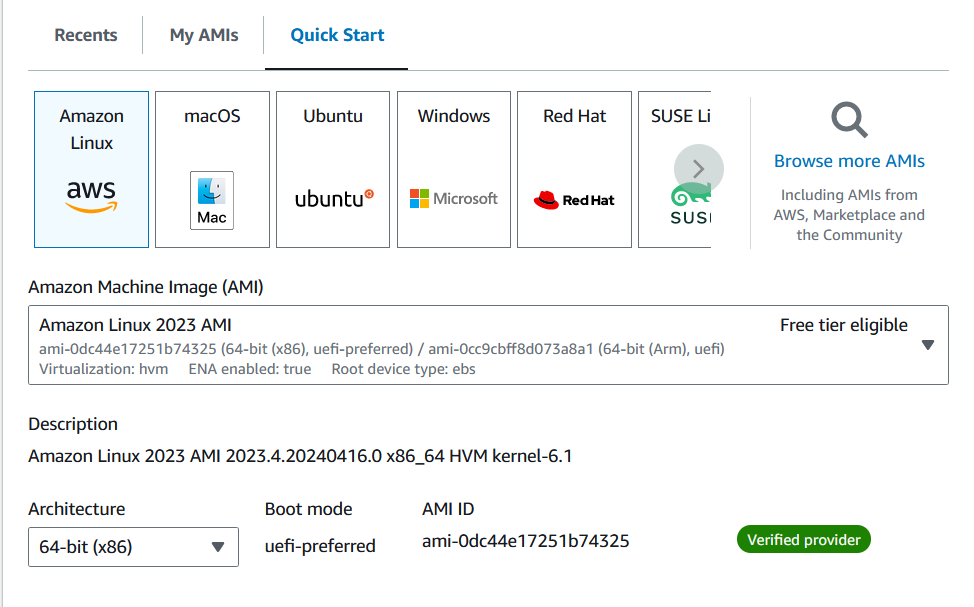 Recents
My AMIs
Quick Start
Amazon
Linux
aws
macOS
Mac
Ubuntu
ubuntu
Windows
Microsoft
Red Hat
Red Hat
SUSE Li
SUS
Browse more AMIs
Including AMIs from
AWS, Marketplace and
the Community
Amazon Machine Image (AMI)
Amazon Linux 2023 AMI
Free tier eligible
ami-0dc44e17251b74325 (64-bit (x86), uefi-preferred) / ami-0cc9cbff8d073a8a1 (64-bit (Arm), uefi)
Virtualization: hvm ENA enabled: true Root device type: ebs
Description
Amazon Linux 2023 AMI 2023.4.20240416.0 x86_64 HVM kernel-6.1
Architecture
Boot mode
AMI ID
64-bit (x86)
uefi-preferred
ami-0dc44e17251b74325
Verified provider